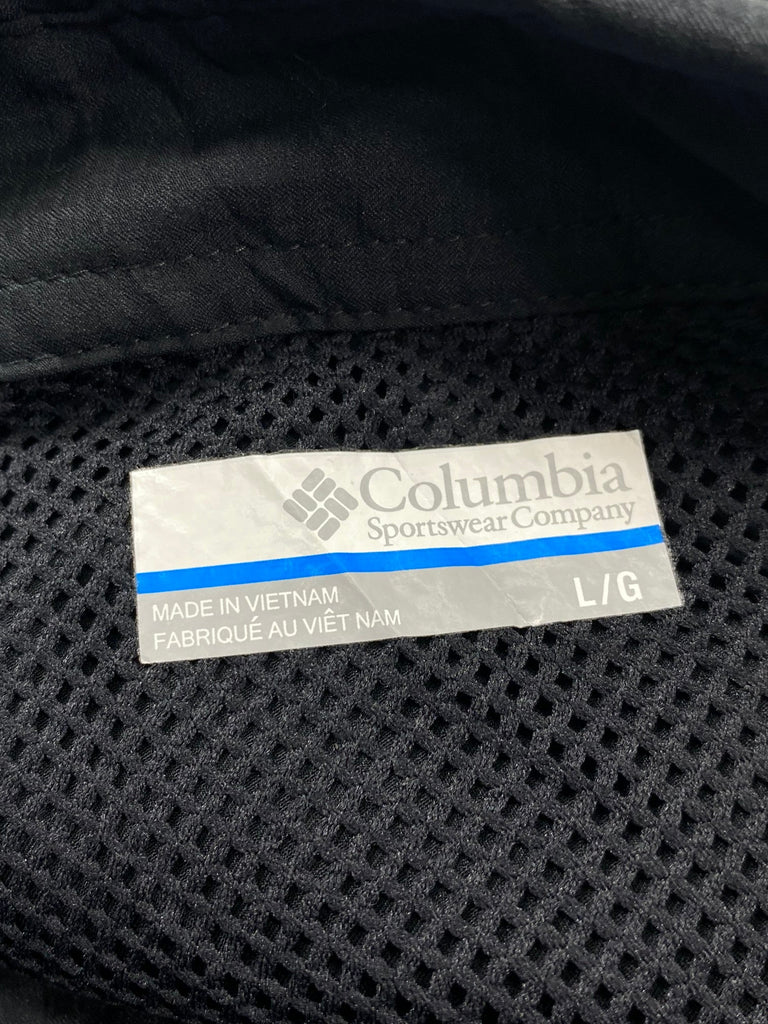 Columbia
Sportswear Company
MADE IN VIETNAM
FABRIQUÉ AU VIÊT NAM
L/G